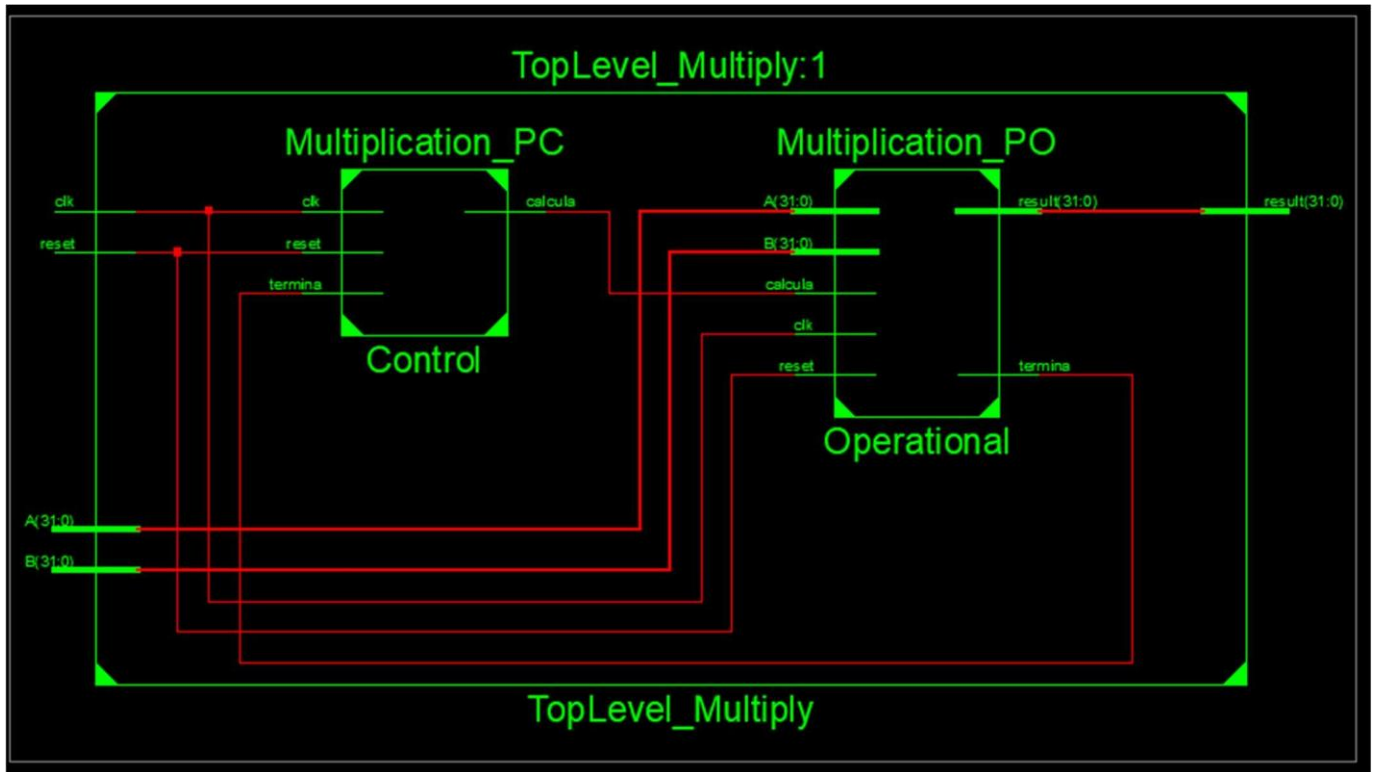 TopLevel_Multiply:1
Multiplication_PC
Multiplication_PO
clk
clk
calcula
A(31:0)
result(31:0)
result(31:0)
reset
reset
B(31:0)
termina
calcula
clk
Control
reset
termina
Operational
A(31:0)
B(31:0)
TopLevel_Multiply